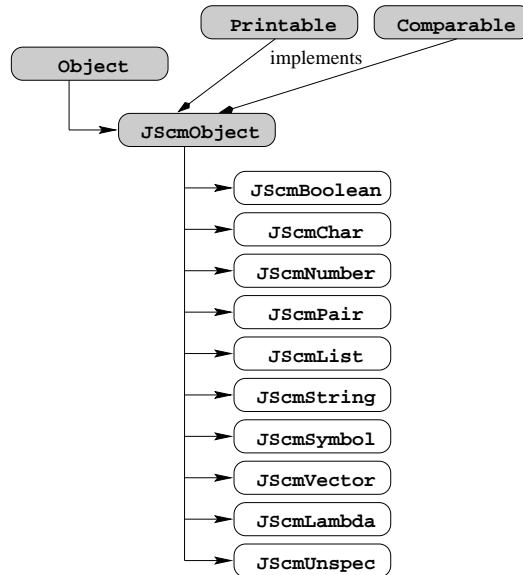 Printable
Comparable
implements
Object
JScmObject
JScmBoolean
JScmChar
JScmNumber
JScmPair
JScmList
JScmString
JScmSymbol
JScmVector
JScmLambda
JScmUnspec